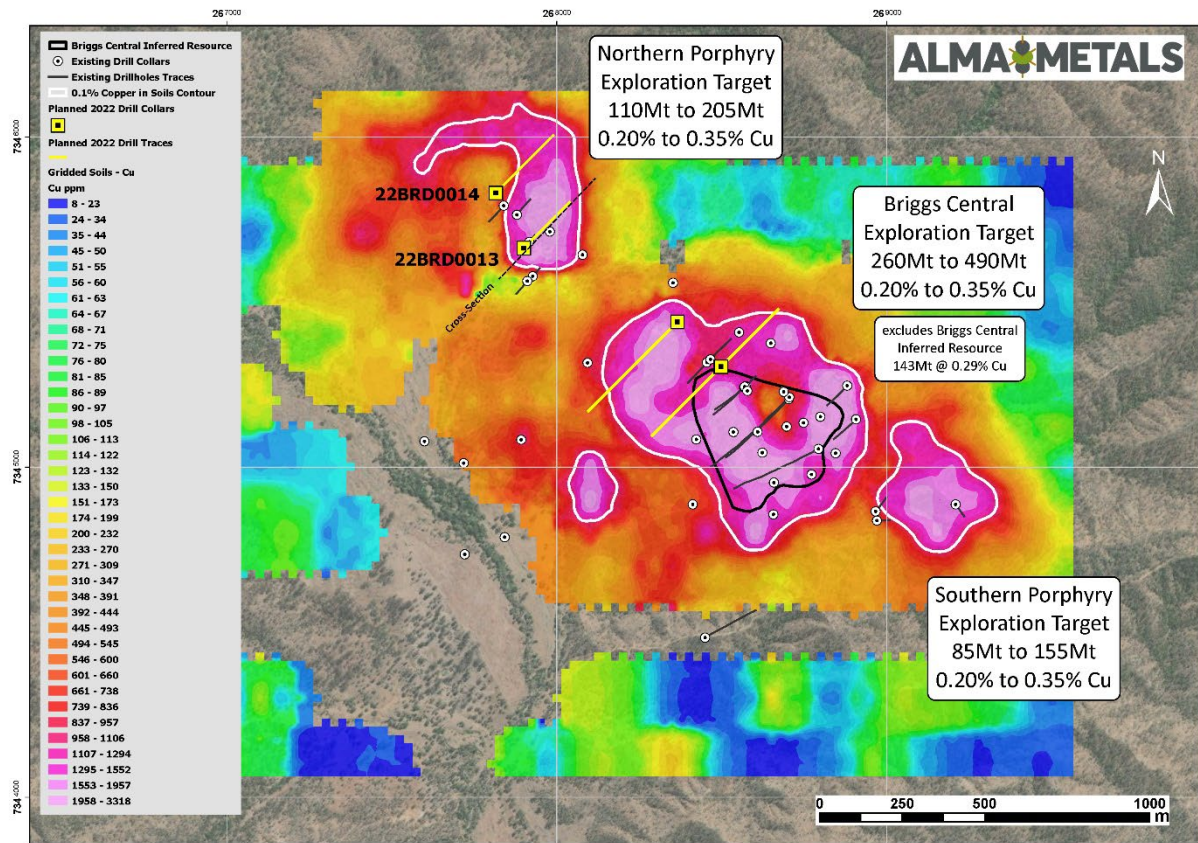 267000
268000
269000
7346000
7345000
7344000
Briggs Central Inferred Resource
Existing Drill Collars
Existing Drillholes Traces
0.1% Copper in Soils Contour
Planned 2022 Drill Collars
Planned 2022 Drill Traces
Gridded Soils - Cu
Cu ppm
8 - 23
24 - 34
35 - 44
45 - 50
51 - 55
56 - 60
61 - 63
64 - 67
68 - 71
72 - 75
76 - 80
81 - 85
86 - 89
90 - 97
98 - 105
106 - 113
114 - 122
123 - 132
133 - 150
151 - 173
174 - 199
200 - 232
233 - 270
271 - 309
310 - 347
348 - 391
392 - 444
445 - 493
494 - 545
546 - 600
601 - 660
661 - 738
739 - 836
837 - 957
958 - 1106
1107 - 1294
1295 - 1552
1553 - 1957
1958 - 3318
Northern Porphyry
Exploration Target
110Mt to 205Mt
0.20% to 0.35% Cu
ALMA METALS
N
22BRD0014
22BRD0013
Cross-Section
Briggs Central
Exploration Target
260Mt to 490Mt
0.20% to 0.35% Cu
excludes Briggs Central
Inferred Resource
143Mt @ 0.29% Cu
Southern Porphyry
Exploration Target
85Mt to 155Mt
0.20% to 0.35% Cu
0 250 500 1000
m